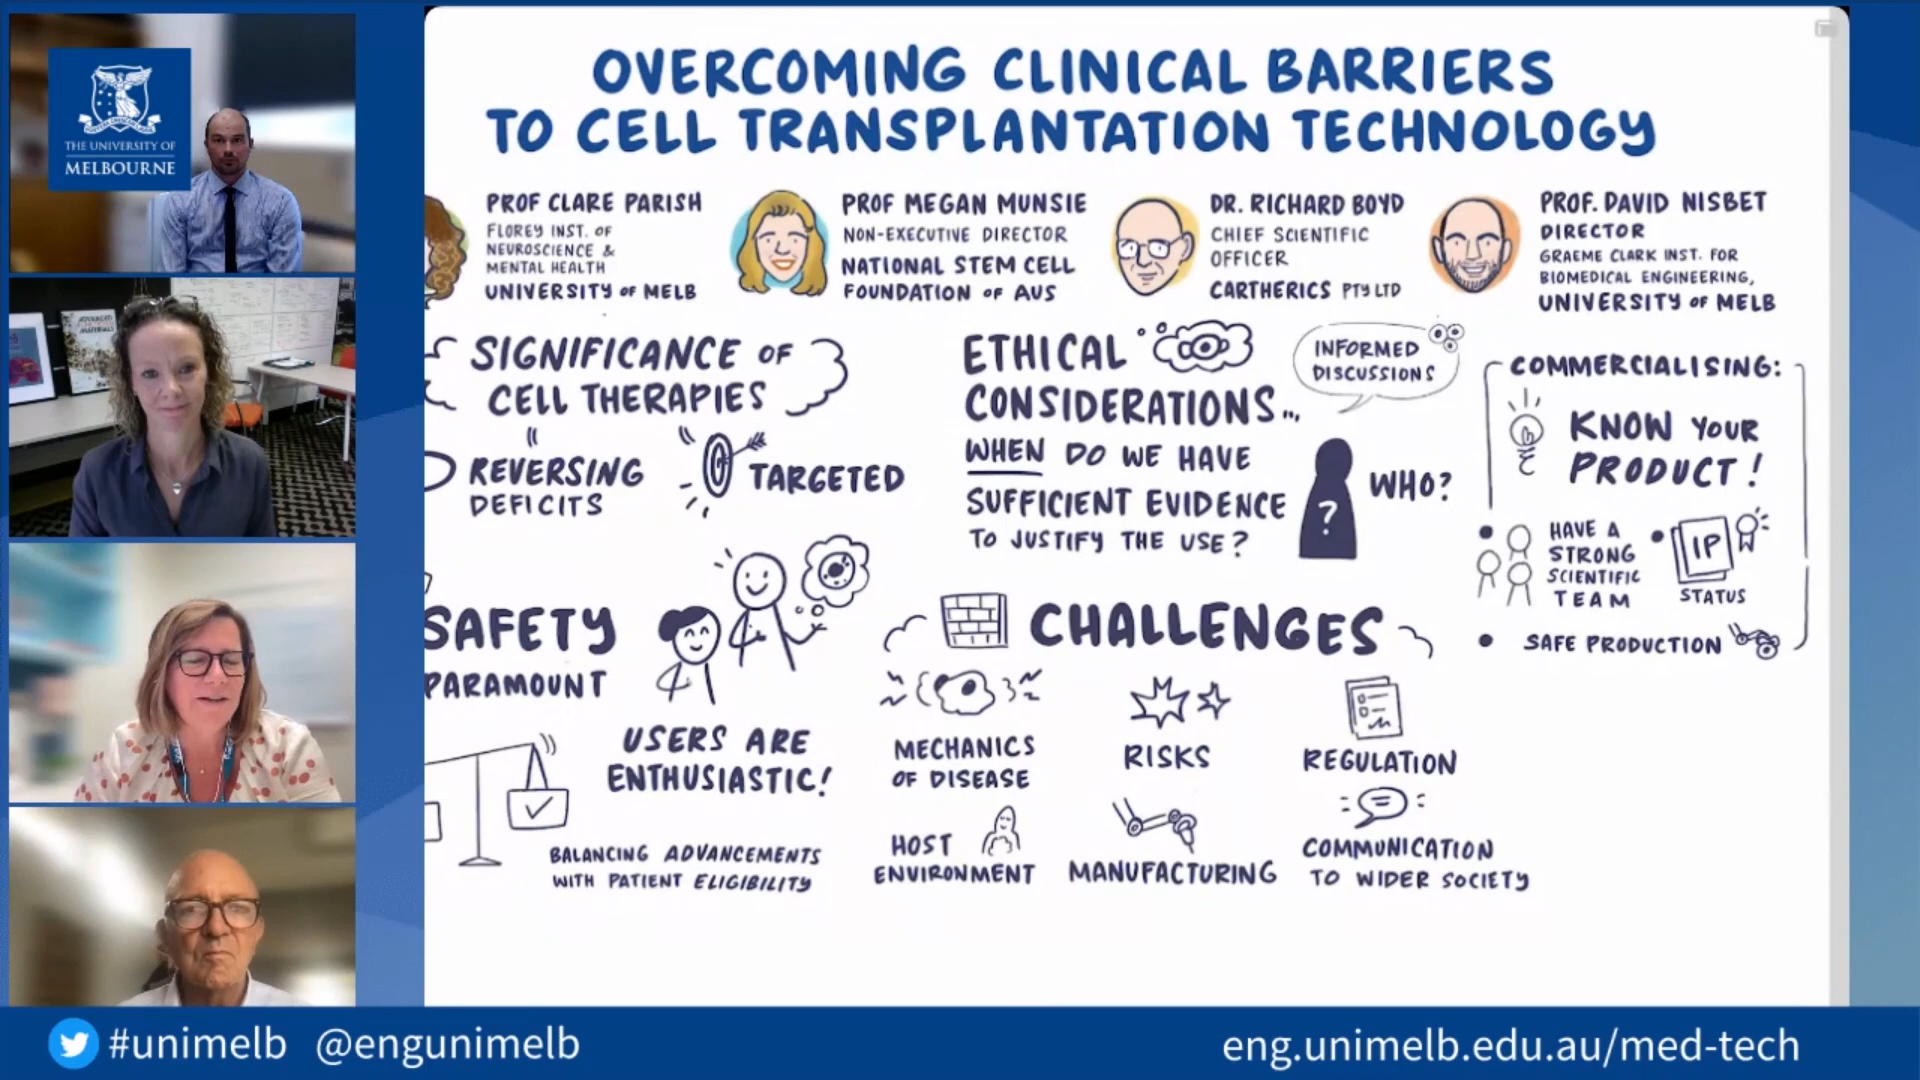 THE UNIVERSITY OF
MELBOURNE
OVERCOMING CLINICAL BARRIERS
TO CELL TRANSPLANTATION TECHNOLOGY
PROF CLARE PARISH
FLOREY INST. OF
NEUROSCIENCE &
MENTAL HEALTH
UNIVERSITY OF MELB
PROF MEGAN MUNSIE
NON-EXECUTIVE DIRECTOR
NATIONAL STEM CELL
FOUNDATION OF AUS
DR. RICHARD BOYD
CHIEF SCIENTIFIC
OFFICER
CARTHERICS PTY LTD
PROF. DAVID NISBET
DIRECTOR
GRAEME CLARK INST. FOR
BIOMEDICAL ENGINEERING,
UNIVERSITY OF MELB
SIGNIFICANCE OF
CELL THERAPIES
REVERSING
DEFICITS
TARGETED
SAFETY
PARAMOUNT
USERS ARE
ENTHUSIASTIC!
BALANCING ADVANCEMENTS
WITH PATIENT ELIGIBILITY
ETHICAL
CONSIDERATIONS...
WHEN DO WE HAVE
SUFFICIENT EVIDENCE
TO JUSTIFY THE USE?
INFORMED
DISCUSSIONS
?
WHO?
CHALLENGES
MECHANICS
OF DISEASE
RISKS
REGULATION
HOST
ENVIRONMENT
MANUFACTURING
COMMUNICATION
TO WIDER SOCIETY
COMMERCIALISING:
KNOW YOUR
PRODUCT!
• HAVE A
STRONG
SCIENTIFIC
TEAM
• IP
STATUS
• SAFE PRODUCTION
#unimelb @engunimelb
eng.unimelb.edu.au/med-tech